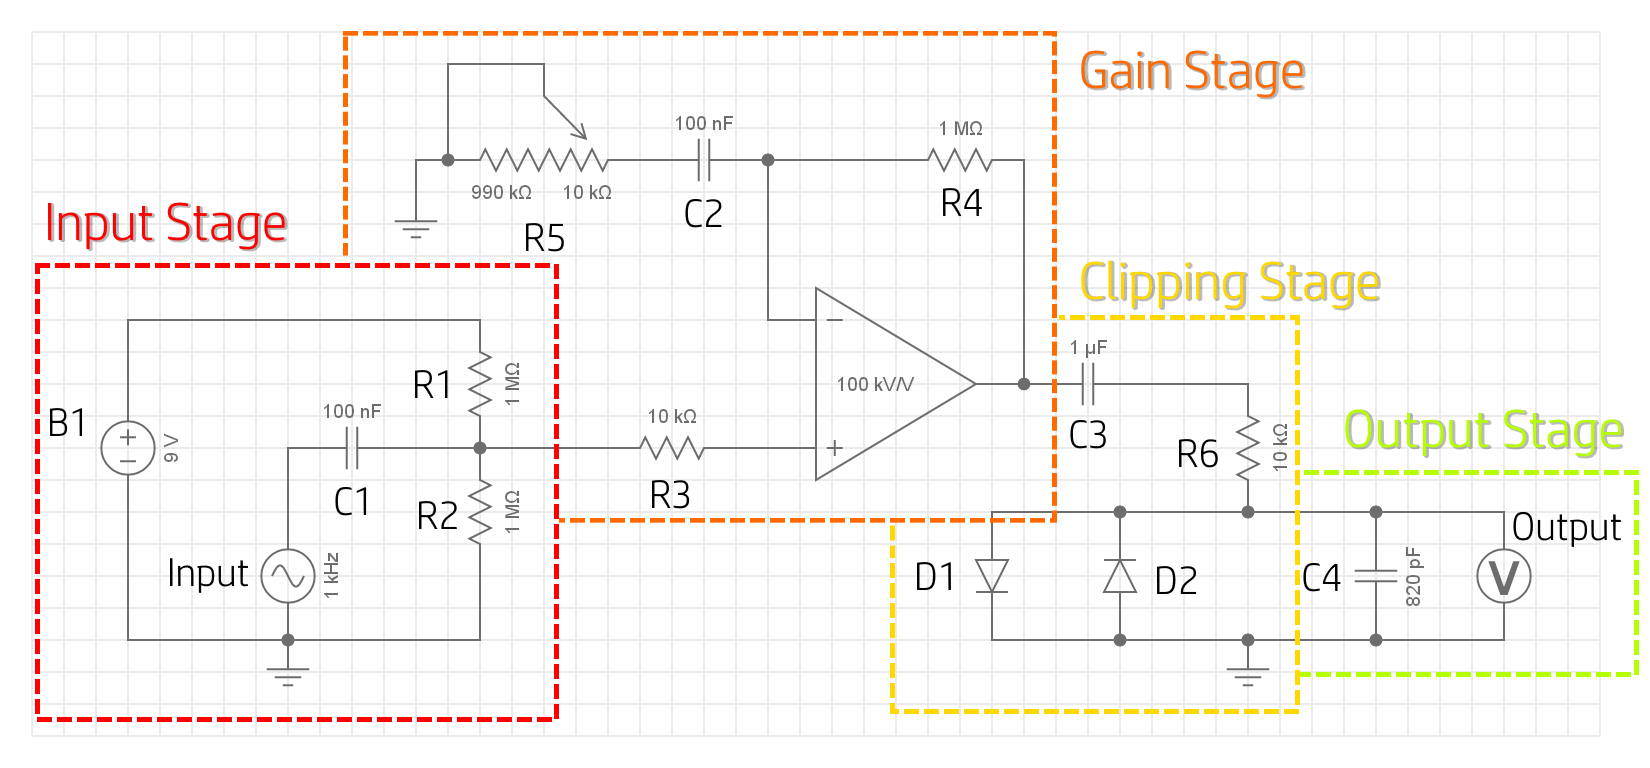 Gain Stage
100 nF
1 MΩ
990 kΩ
10 kΩ
C2
R4
R5
Input Stage
Clipping Stage
1 µF
R1
1 MΩ
100 kV/V
B1
9 V
100 nF
10 kΩ
C3
R6
10 kΩ
Output Stage
C1
R2
1 MΩ
R3
Input
1 kHz
D1
D2
C4
820 pF
Output
V